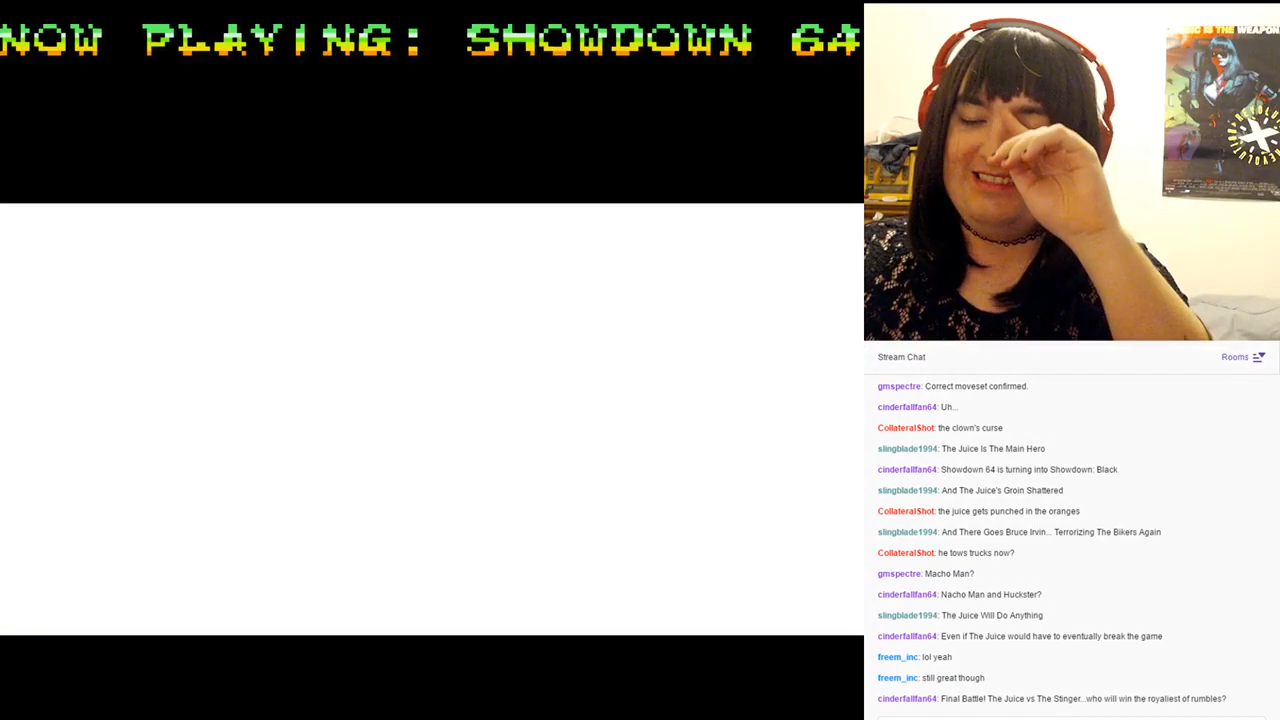 NOW PLAYING: SHOWDOWN 64
IC IS THE WEAPON
REVOLUTION X
Stream Chat
Rooms
gmspectre: Correct moveset confirmed.
cinderfallfan64: Uh...
CollateralShot: the clown's curse
slingblade1994: The Juice Is The Main Hero
cinderfallfan64: Showdown 64 is turning into Showdown: Black
slingblade1994: And The Juice's Groin Shattered
CollateralShot: the juice gets punched in the oranges
slingblade1994: And There Goes Bruce Irvin... Terrorizing The Bikers Again
CollateralShot: he tows trucks now?
gmspectre: Macho Man?
cinderfallfan64: Nacho Man and Huckster?
slingblade1994: The Juice Will Do Anything
cinderfallfan64: Even if The Juice would have to eventually break the game
freem_inc: lol yeah
freem_inc: still great though
cinderfallfan64: Final Battle! The Juice vs The Stinger...who will win the royaliest of rumbles?